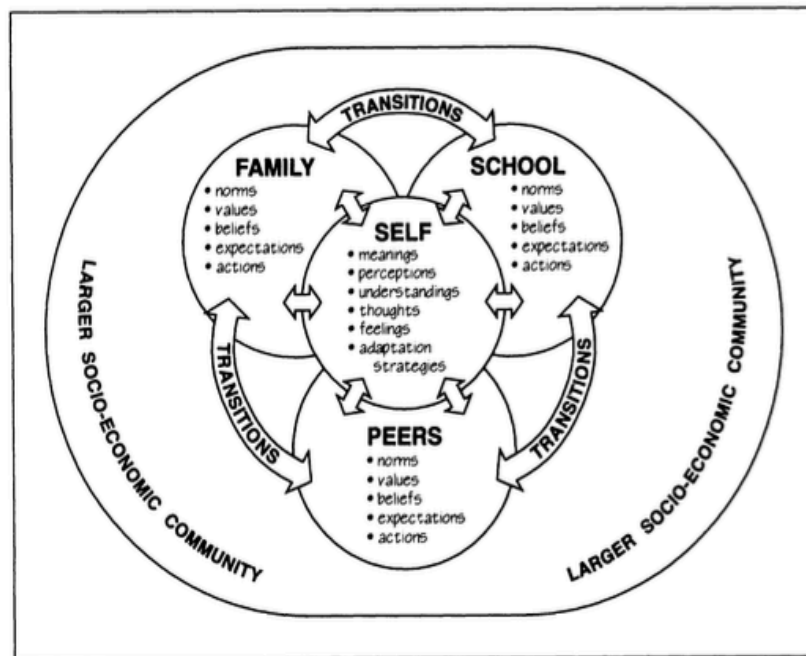 TRANSITIONS
FAMILY
• norms
• values
• beliefs
• expectations
• actions
SCHOOL
• norms
• values
• beliefs
• expectations
• actions
SELF
• meanings
• perceptions
• understandings
• thoughts
• feelings
• adaptation
strategies
TRANSITIONS
TRANSITIONS
PEERS
• norms
• values
• beliefs
• expectations
• actions
LARGER SOCIO-ECONOMIC COMMUNITY
LARGER SOCIO-ECONOMIC COMMUNITY